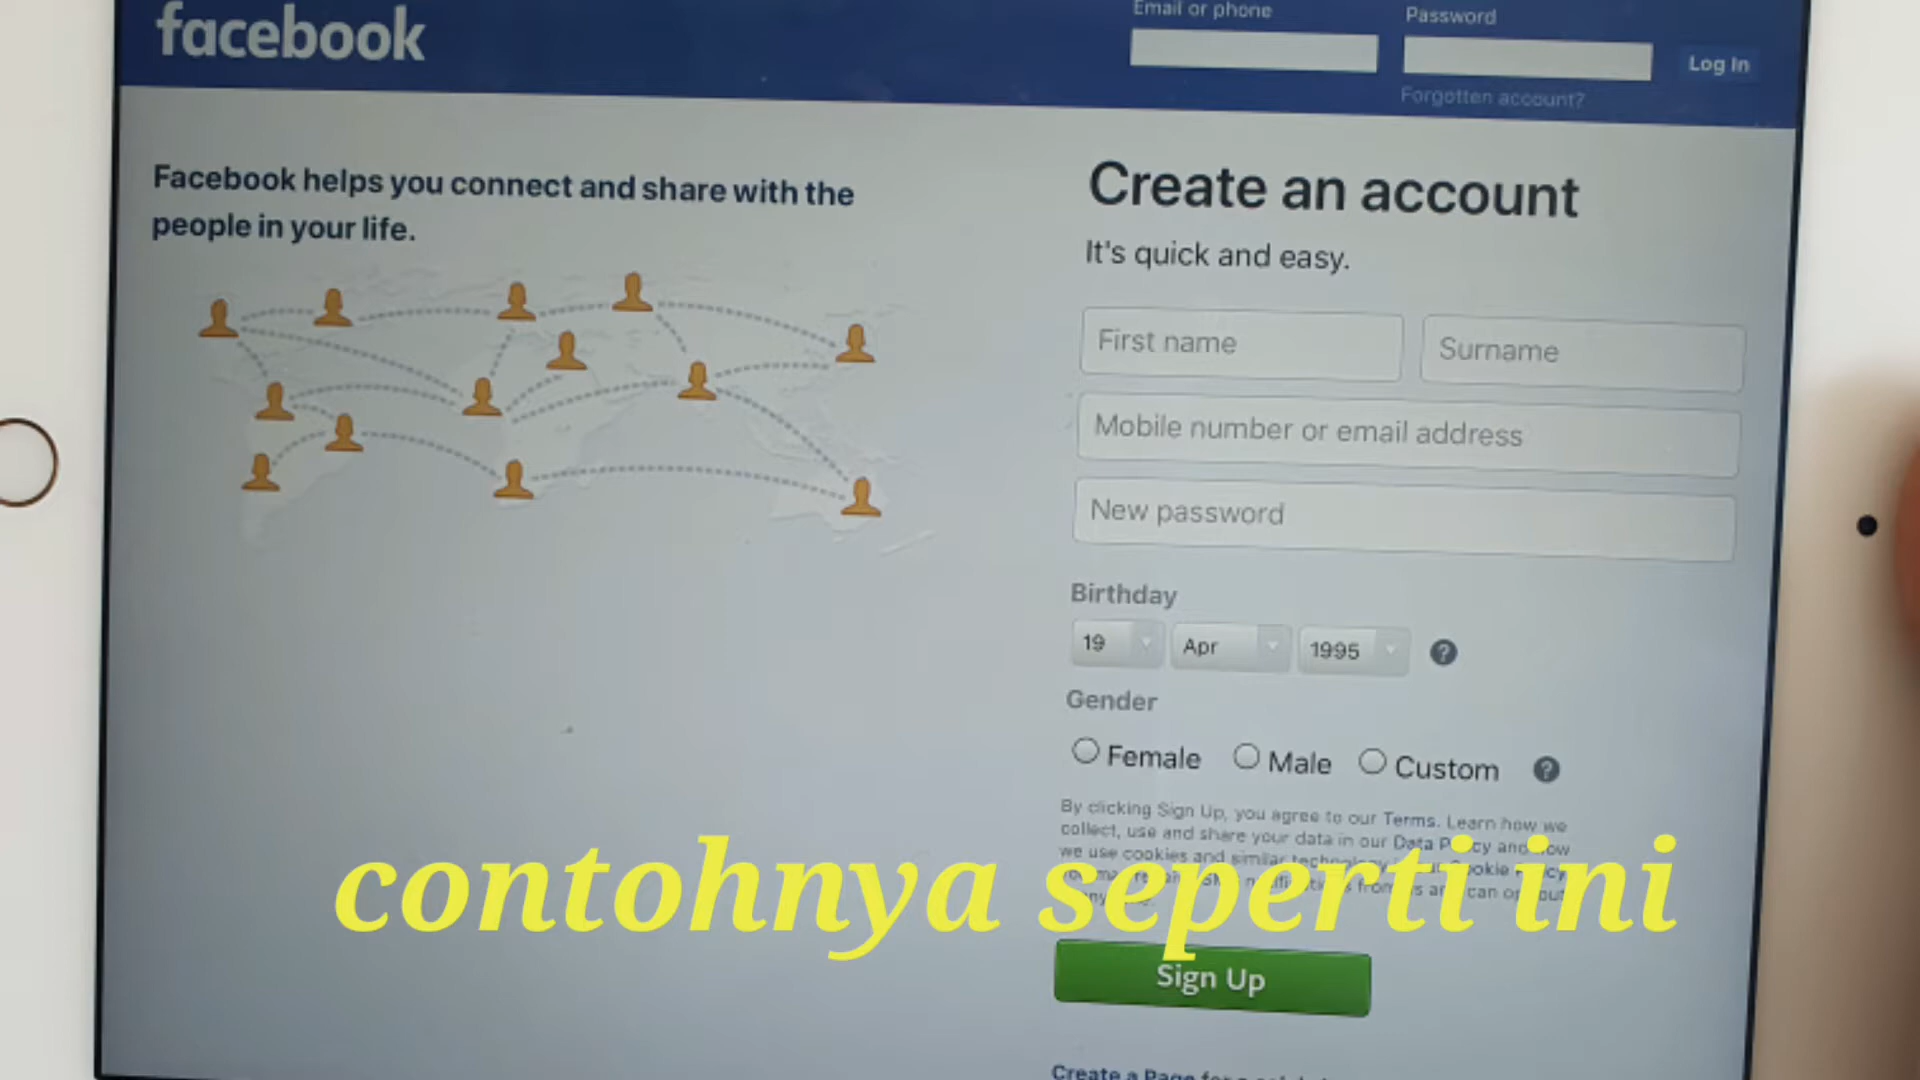 facebook
Email or phone
Password
Log In
Forgotten account?
Facebook helps you connect and share with the
people in your life.
Create an account
It's quick and easy.
First name
Surname
Mobile number or email address
New password
Birthday
19
Apr
1995
Gender
Female
Male
Custom
By clicking Sign Up, you agree to our Terms. Learn how we
collect, use and share your data in our Data Policy and how
we use cookies and similar
contohnya seperti ini
Sign Up
Create a Page